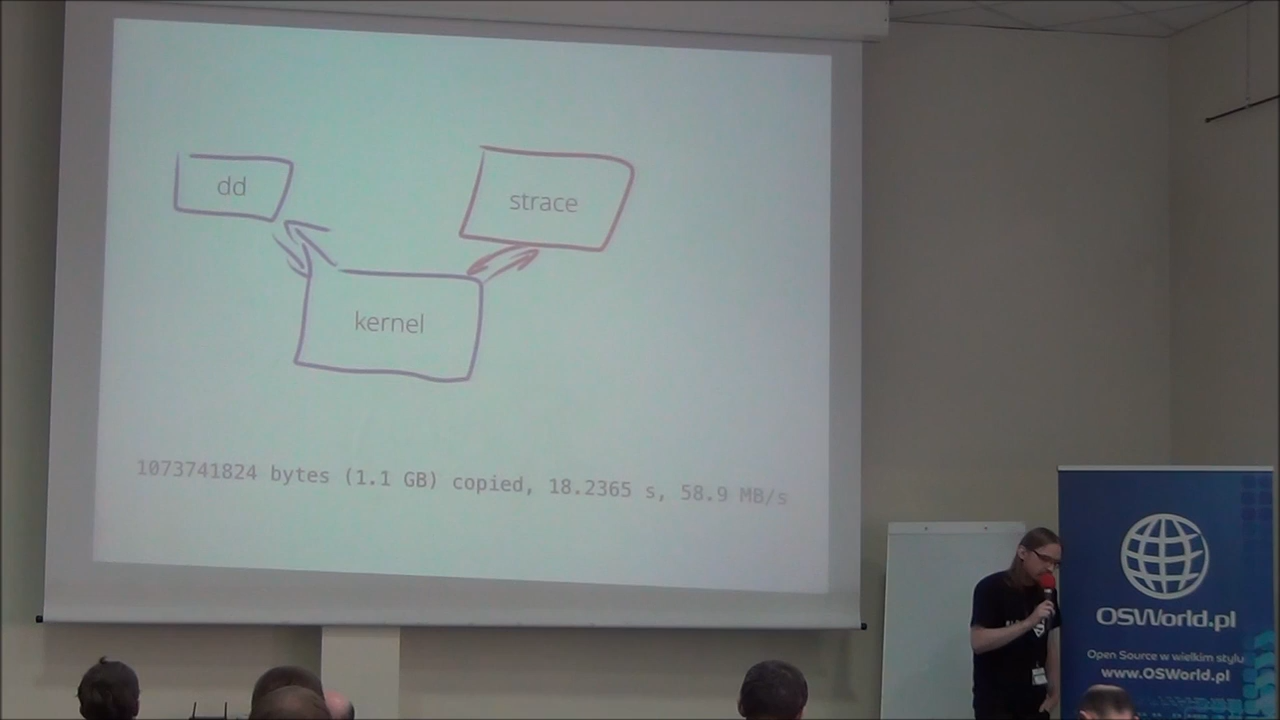 dd
strace
kernel
1073741824 bytes (1.1 GB) copied, 18.2365 s, 58.9 MB/s
OSWorld.pl
Open Source w wielkim stylu
www.OSWorld.pl